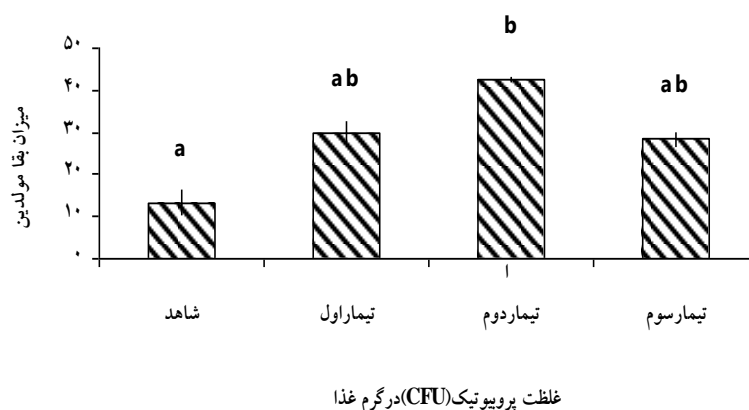 ۵۰
۴۰
۳۰
۲۰
۱۰
۰
میزان بقا مولدین
a
ab
b
ab
ا
شاهد تیماراول تیماردوم تیمارسوم
غلظت پروبیوتیک(CFU)درگرم غذا